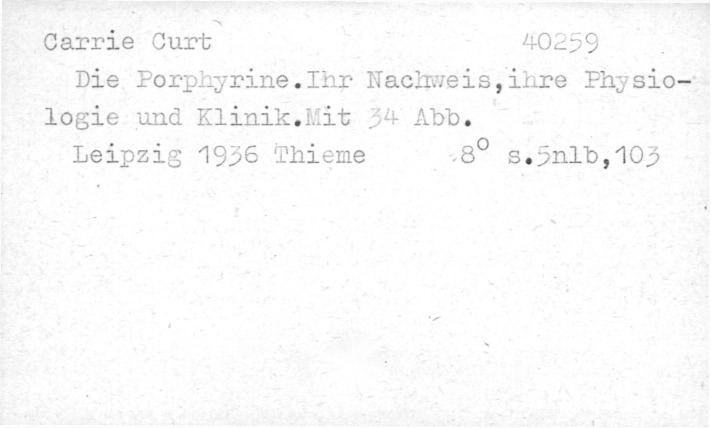 Carrie Curt 40259
Die Porphyrine.Ihr Nachweis,ihre Physio-
logie und Klinik.Mit 34 Abb.
Leipzig 1936 Thieme 8° s.5nlb,103